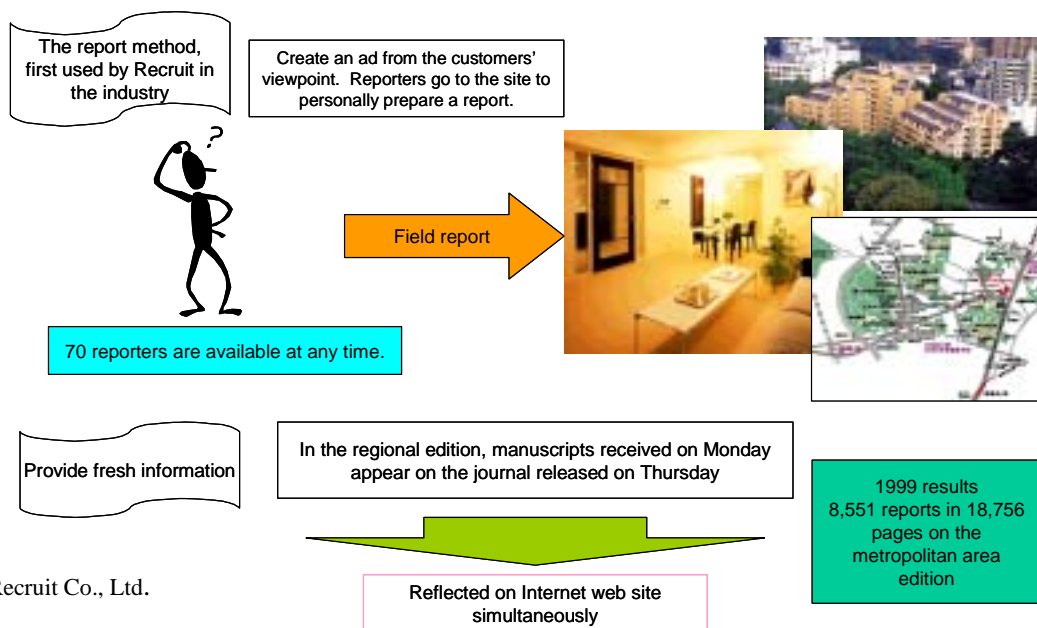 The report method,
first used by Recruit in
the industry
Create an ad from the customers'
viewpoint. Reporters go to the site to
personally prepare a report.
?
Field report
70 reporters are available at any time.
Provide fresh information
In the regional edition, manuscripts received on Monday
appear on the journal released on Thursday
1999 results
8,551 reports in 18,756
pages on the
metropolitan area
edition
Reflected on Internet web site
simultaneously
Recruit Co., Ltd.